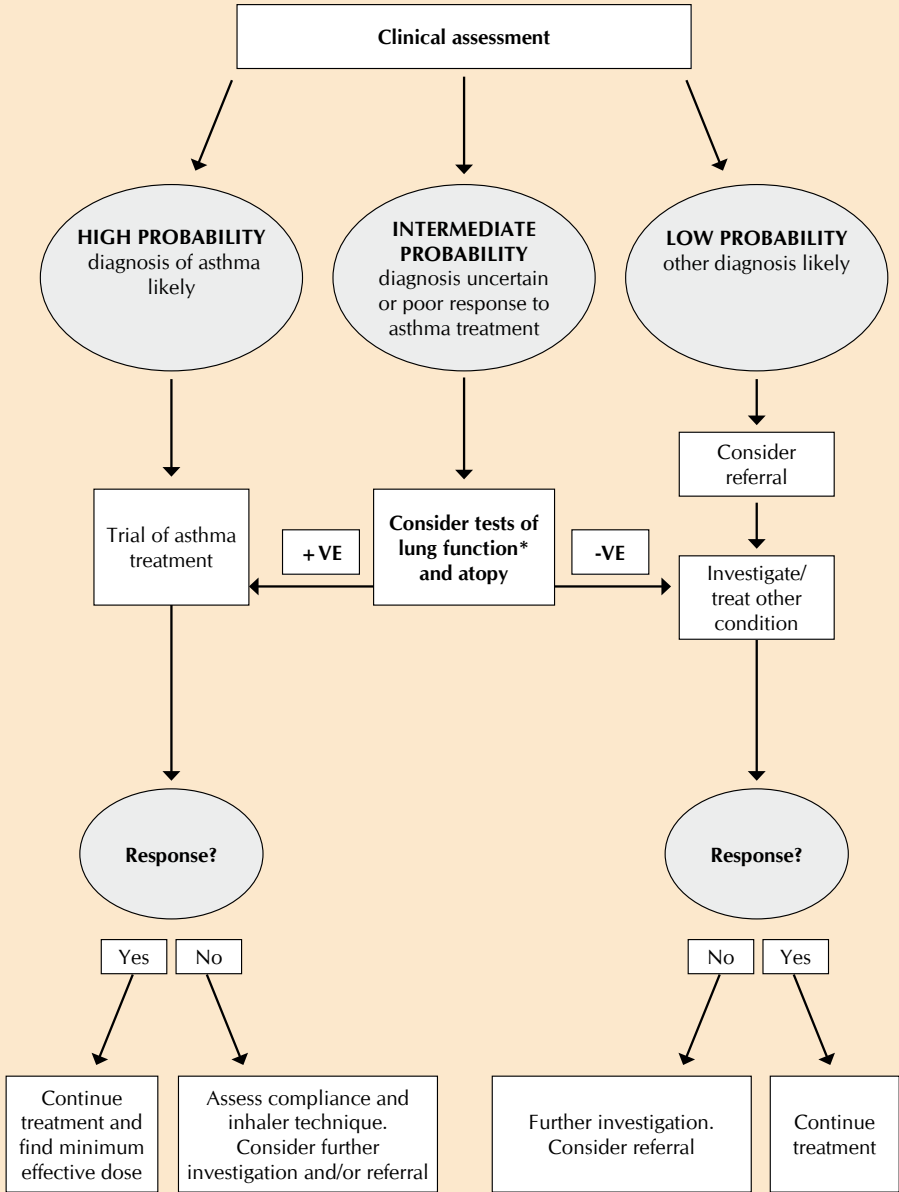 Clinical assessment
HIGH PROBABILITY
diagnosis of asthma
likely
INTERMEDIATE
PROBABILITY
diagnosis uncertain
or poor response to
asthma treatment
LOW PROBABILITY
other diagnosis likely
Consider
referral
Trial of asthma
treatment
+VE
Consider tests of
lung function*
and atopy
-VE
Investigate/
treat other
condition
Response?
Response?
Yes
No
No
Yes
Continue
treatment and
find minimum
effective dose
Assess compliance and
inhaler technique.
Consider further
investigation and/or referral
Further investigation.
Consider referral
Continue
treatment